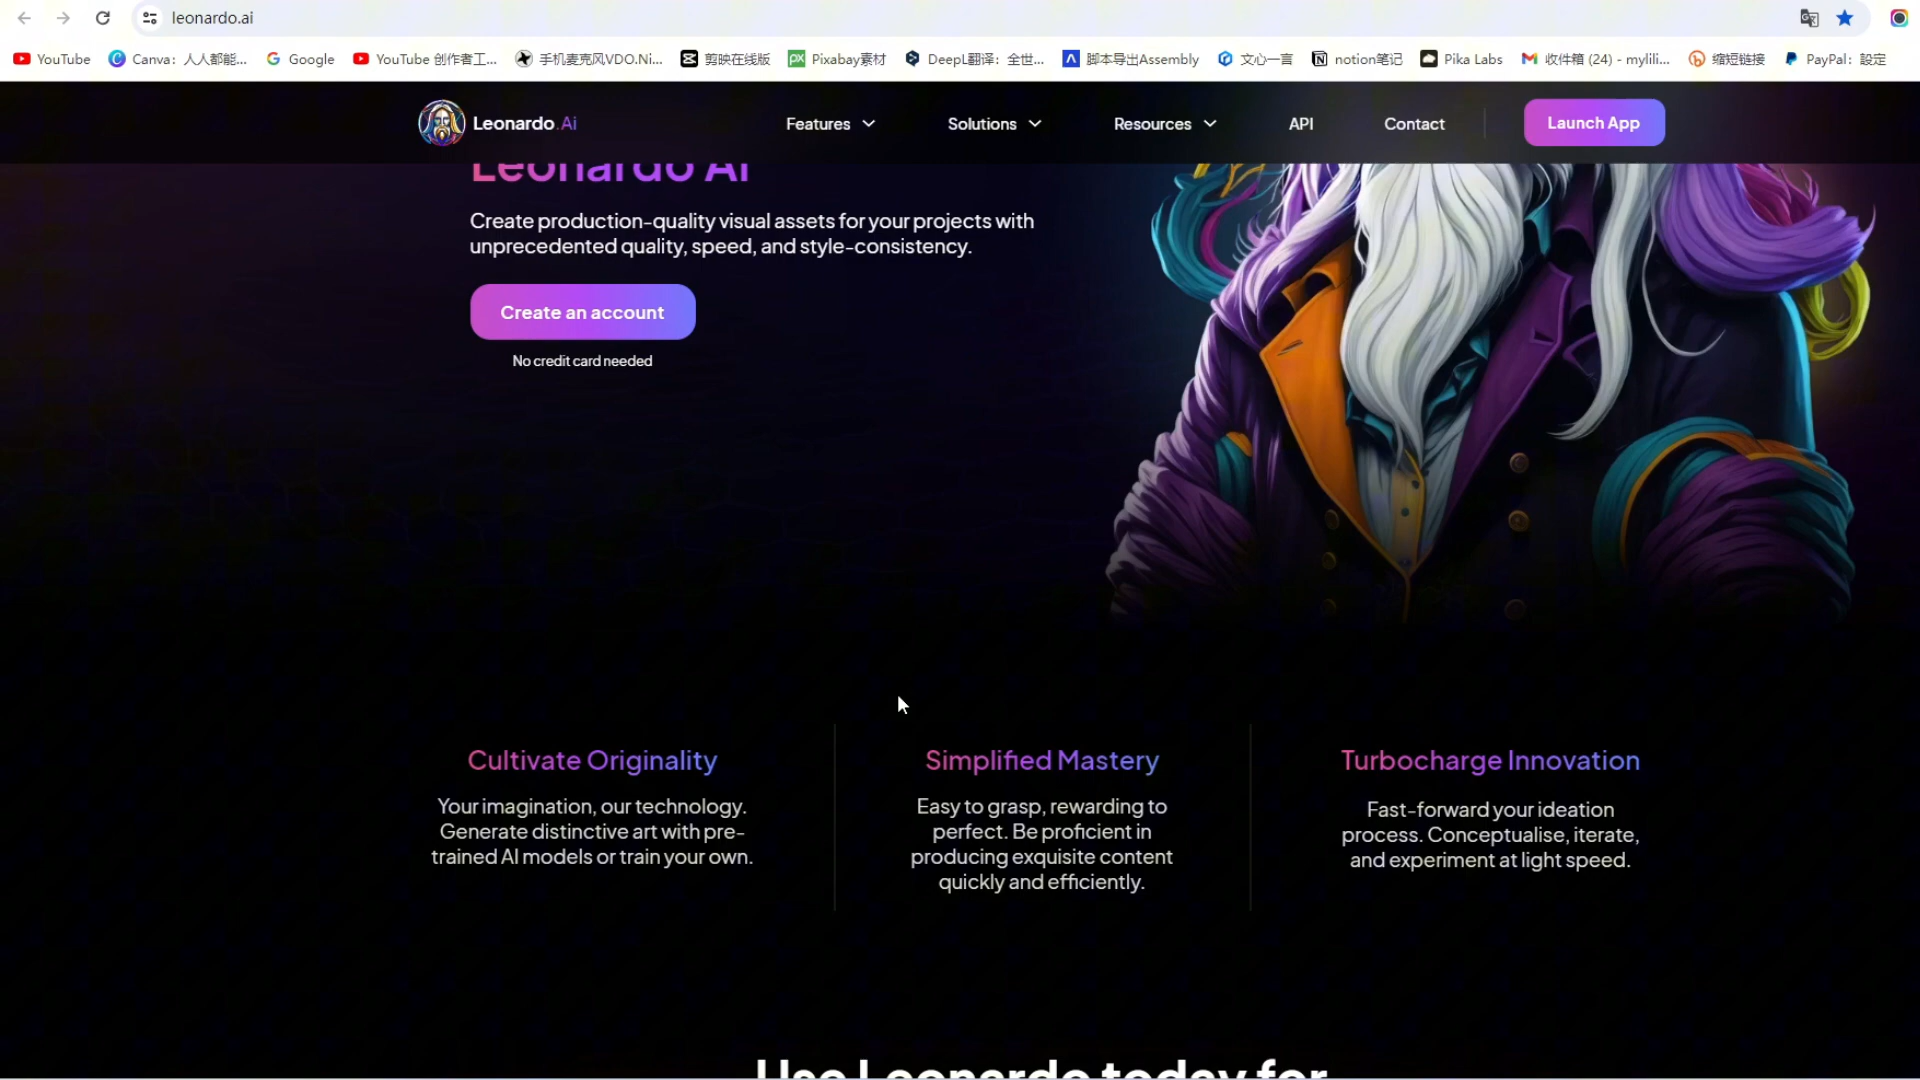 leonardo.ai
YouTube
Canva：人人都能...
Google
YouTube 创作者工...
手机麦克风VDO.Ni...
剪映在线版
Pixabay素材
DeepL翻译：全世...
脚本导出Assembly
文心一言
notion笔记
Pika Labs
收件箱 (24) - mylili...
缩短链接
PayPal：設定
Leonardo.Ai
Features
Solutions
Resources
API
Contact
Launch App
Leonardo AI
Create production-quality visual assets for your projects with
unprecedented quality, speed, and style-consistency.
Create an account
No credit card needed
Cultivate Originality
Your imagination, our technology.
Generate distinctive art with pre-
trained AI models or train your own.
Simplified Mastery
Easy to grasp, rewarding to
perfect. Be proficient in
producing exquisite content
quickly and efficiently.
Turbocharge Innovation
Fast-forward your ideation
process. Conceptualise, iterate,
and experiment at light speed.
Use Leonardo today for